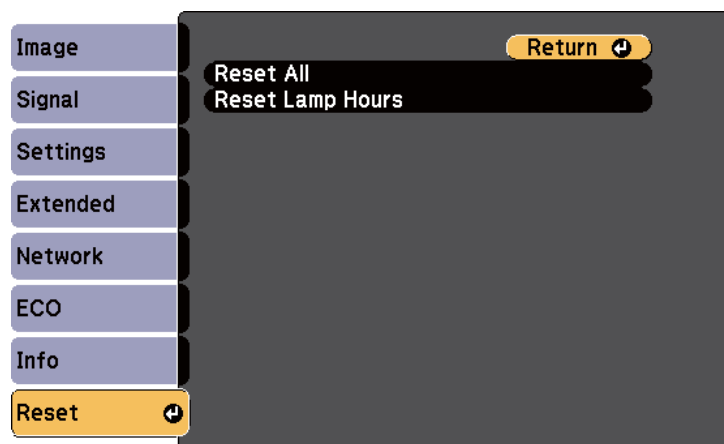 Image
Signal
Settings
Extended
Network
ECO
Info
Reset
Return
Reset All
Reset Lamp Hours